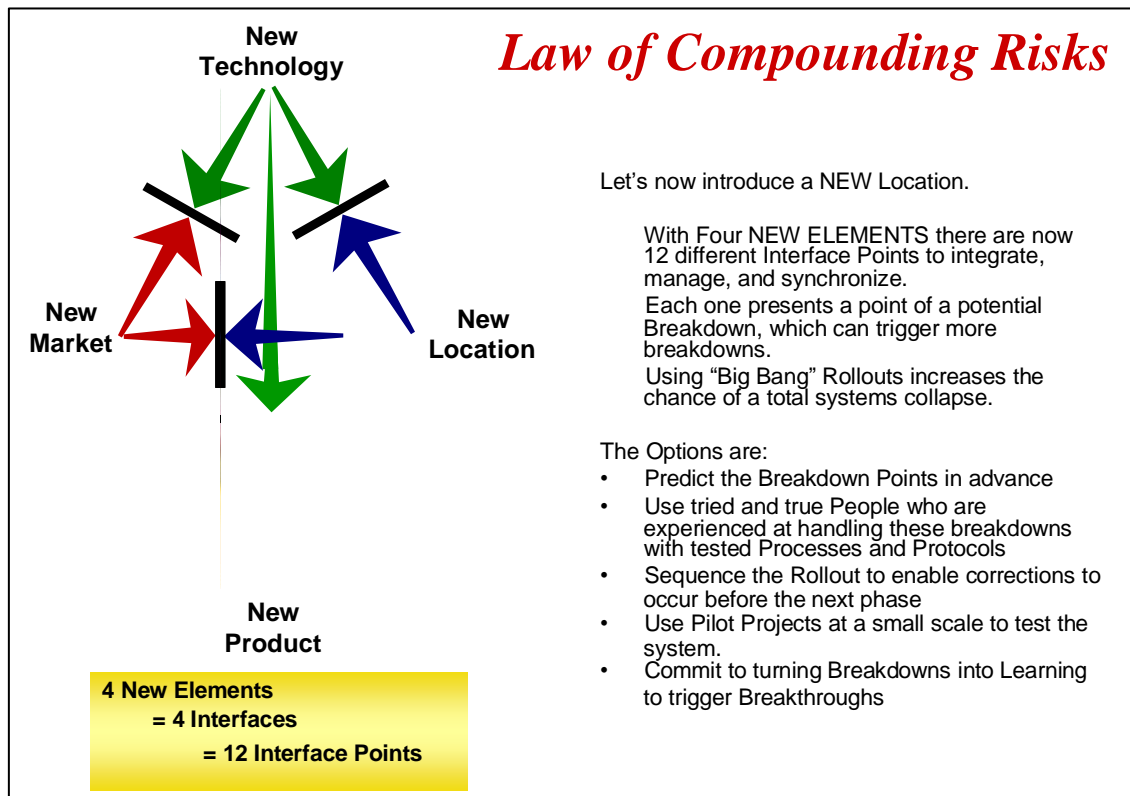 Law of Compounding Risks
New
Technology
New
Market
New
Location
New
Product
4 New Elements
= 4 Interfaces
= 12 Interface Points
Let’s now introduce a NEW Location.
With Four NEW ELEMENTS there are now
12 different Interface Points to integrate,
manage, and synchronize.
Each one presents a point of a potential
Breakdown, which can trigger more
breakdowns.
Using “Big Bang” Rollouts increases the
chance of a total systems collapse.
The Options are:
• Predict the Breakdown Points in advance
• Use tried and true People who are
experienced at handling these breakdowns
with tested Processes and Protocols
• Sequence the Rollout to enable corrections to
occur before the next phase
• Use Pilot Projects at a small scale to test the
system.
• Commit to turning Breakdowns into Learning
to trigger Breakthroughs